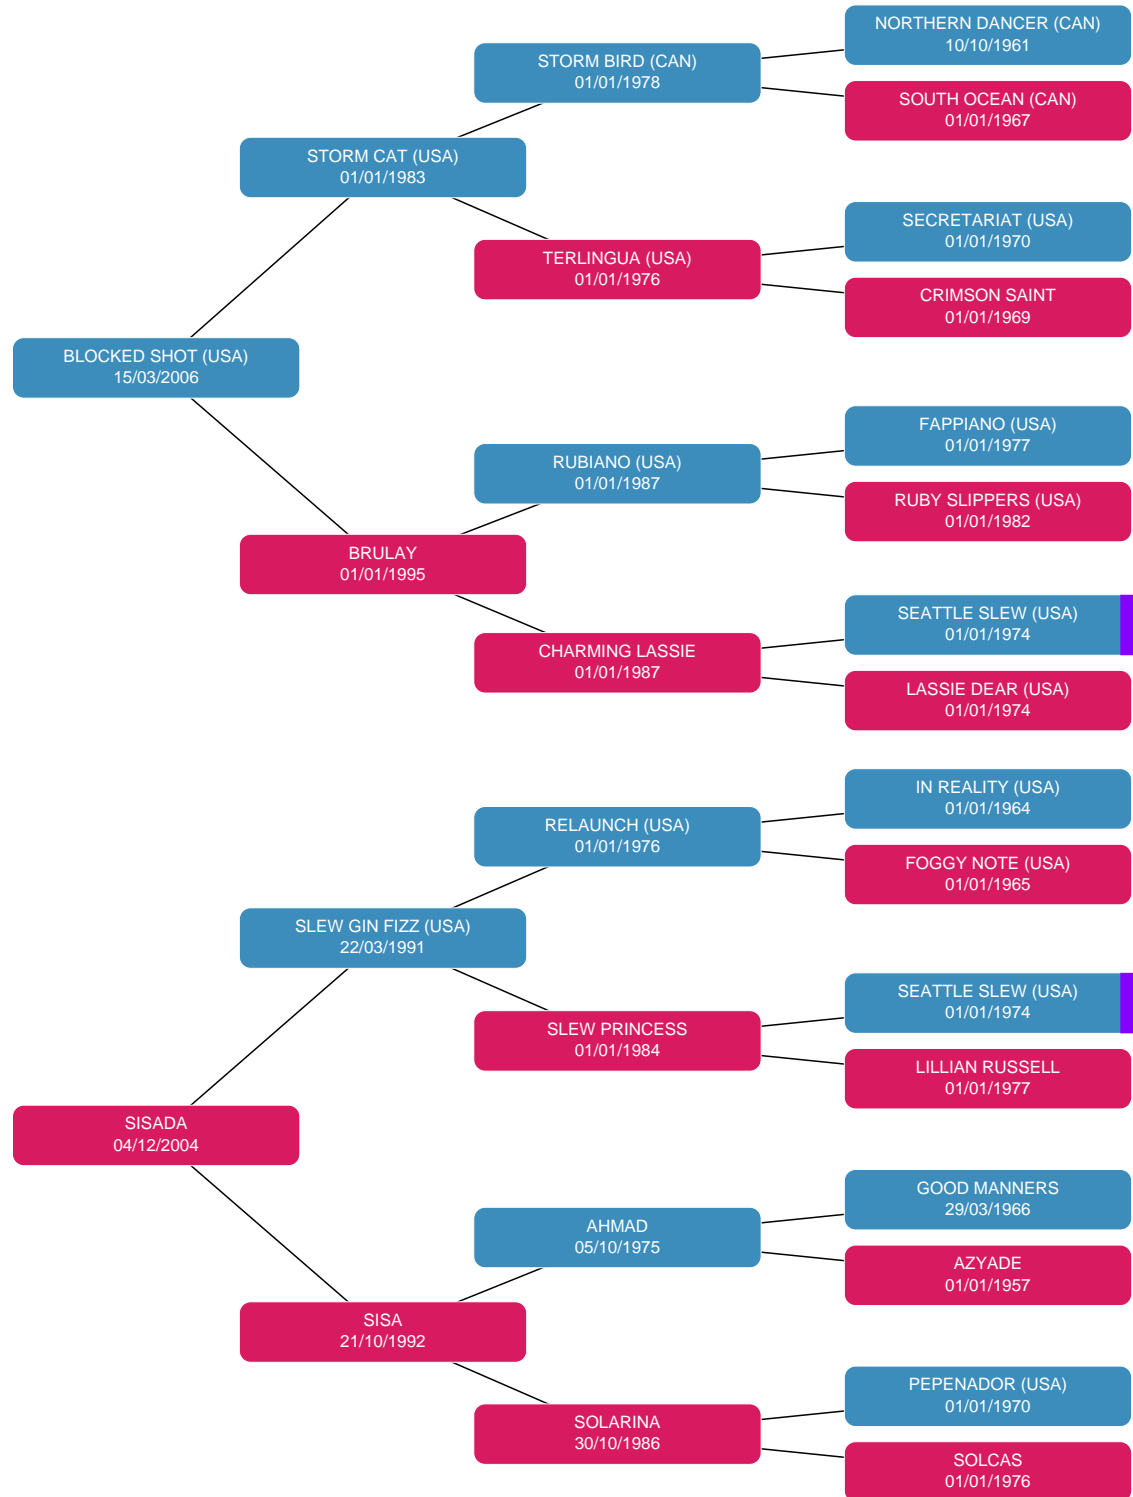 NORTHERN DANCER (CAN)
10/10/1961
STORM BIRD (CAN)
01/01/1978
SOUTH OCEAN (CAN)
01/01/1967
STORM CAT (USA)
01/01/1983
SECRETARIAT (USA)
01/01/1970
TERLINGUA (USA)
01/01/1976
CRIMSON SAINT
01/01/1969
BLOCKED SHOT (USA)
15/03/2006
FAPPIANO (USA)
01/01/1977
RUBIANO (USA)
01/01/1987
RUBY SLIPPERS (USA)
01/01/1982
BRULAY
01/01/1995
SEATTLE SLEW (USA)
01/01/1974
CHARMING LASSIE
01/01/1987
LASSIE DEAR (USA)
01/01/1974
IN REALITY (USA)
01/01/1964
RELAUNCH (USA)
01/01/1976
FOGGY NOTE (USA)
01/01/1965
SLEW GIN FIZZ (USA)
22/03/1991
SEATTLE SLEW (USA)
01/01/1974
SLEW PRINCESS
01/01/1984
LILLIAN RUSSELL
01/01/1977
SISADA
04/12/2004
GOOD MANNERS
29/03/1966
AHMAD
05/10/1975
AZYADE
01/01/1957
SISA
21/10/1992
PEPENADOR (USA)
01/01/1970
SOLARINA
30/10/1986
SOLCAS
01/01/1976